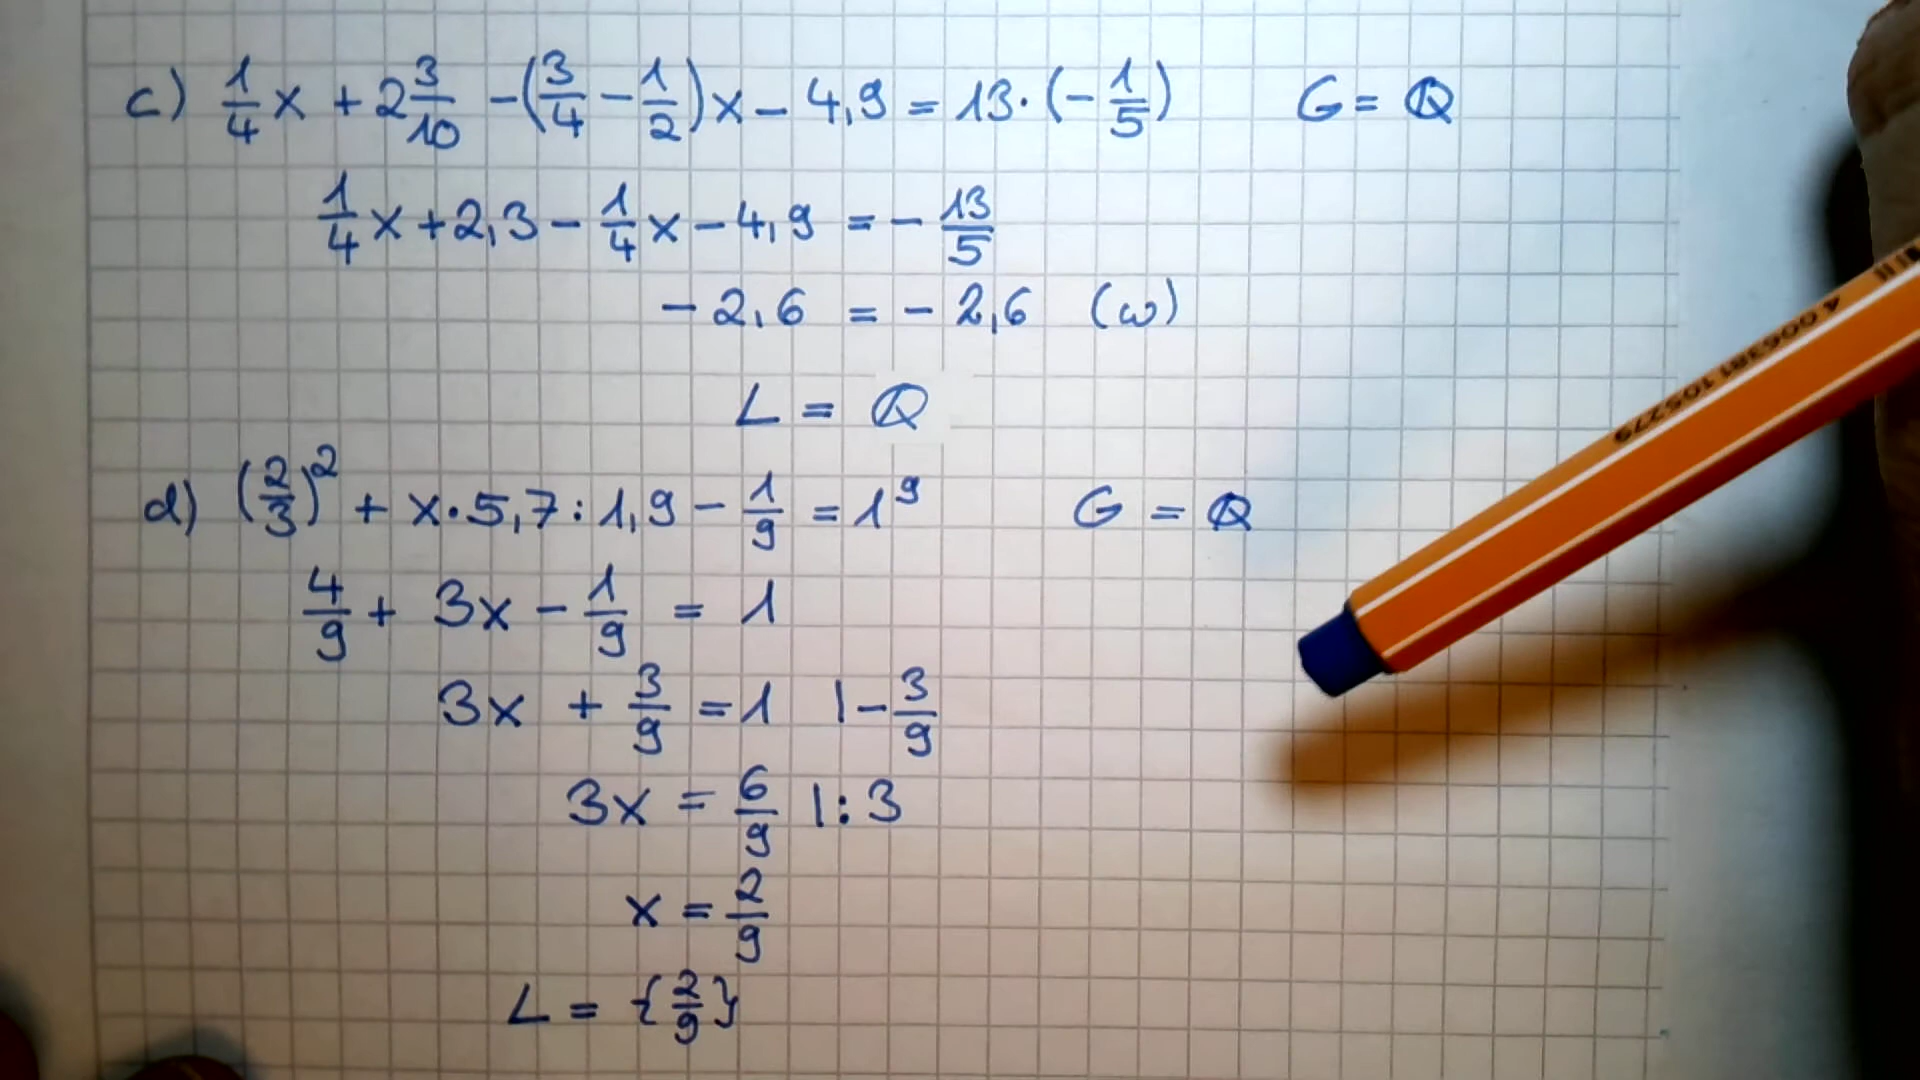 c) 1/4 x + 2 3/10 - (3/4 - 1/2) x - 4,9 = 13 · (- 1/5) G = ℚ
1/4 x + 2,3 - 1/4 x - 4,9 = - 13/5
- 2,6 = - 2,6 (w)
L = ℚ
d) (2/3)² + x · 5,7 : 1,9 - 1/9 = 1⁹ G = ℚ
4/9 + 3x - 1/9 = 1
3x + 3/9 = 1 | - 3/9
3x = 6/9 | : 3
x = 2/9
L = {2/9}